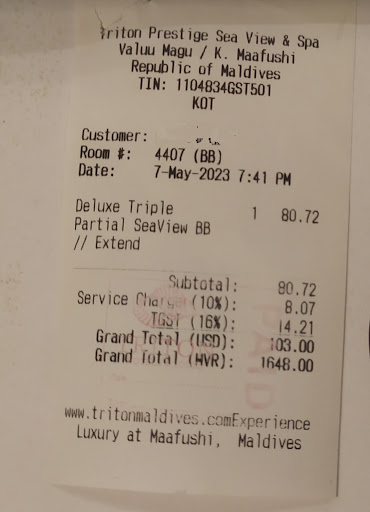 Triton Prestige Sea View & Spa
Valuu Magu / K. Maafushi
Republic of Maldives
TIN: 1104834GST501
KOT
Customer:
Room #: 4407 (BB)
Date: 7-May-2023 7:41 PM
Deluxe Triple 1 80.72
Partial SeaView BB
// Extend
Subtotal: 80.72
Service Charge (10%): 8.07
TGST (16%): 14.21
Grand Total (USD): 103.00
Grand Total (MVR): 1648.00
PAID
www.tritonmaldives.comExperience
Luxury at Maafushi, Maldives